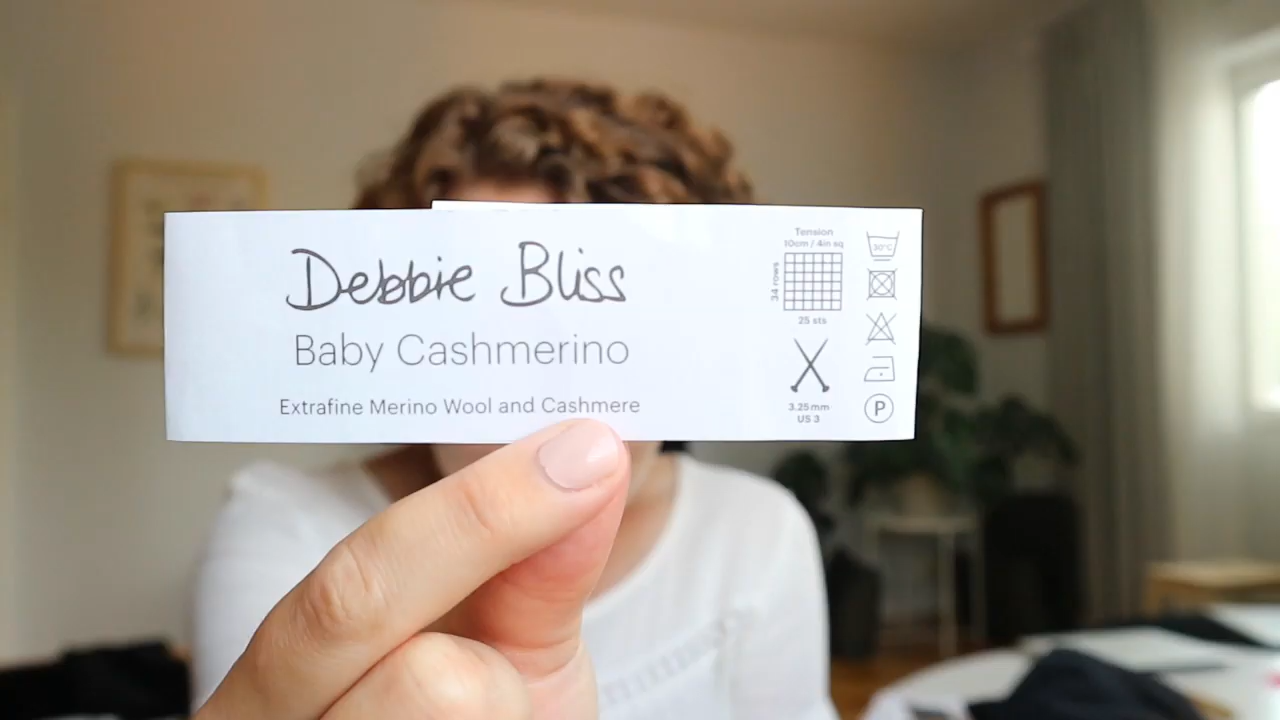 Debbie Bliss
Baby Cashmerino
Extrafine Merino Wool and Cashmere
Tension
10cm / 4in sq
34 rows
25 sts
3.25mm
US 3
30°C
P